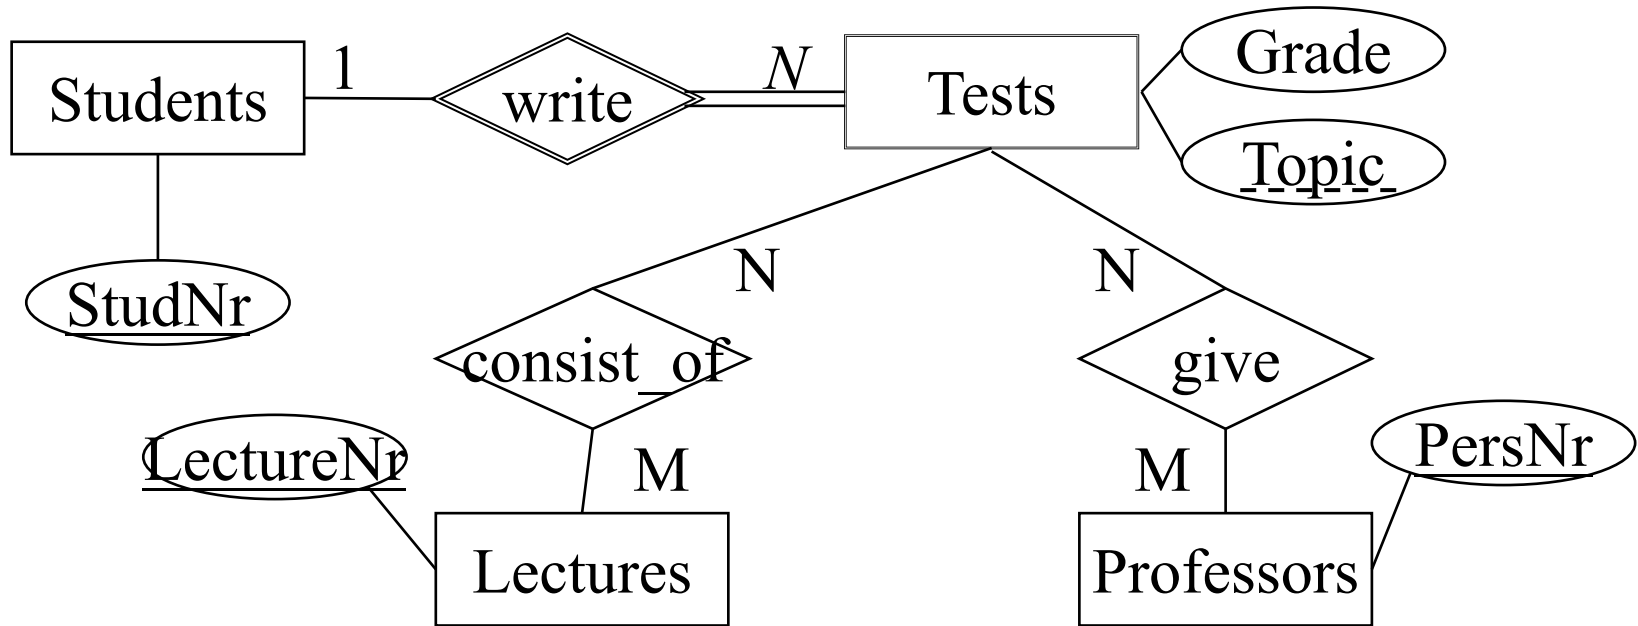 Grade
Students
1
write
N
Tests
Topic
N
N
StudNr
consist_of
give
LectureNr
M
M
PersNr
Lectures
Professors